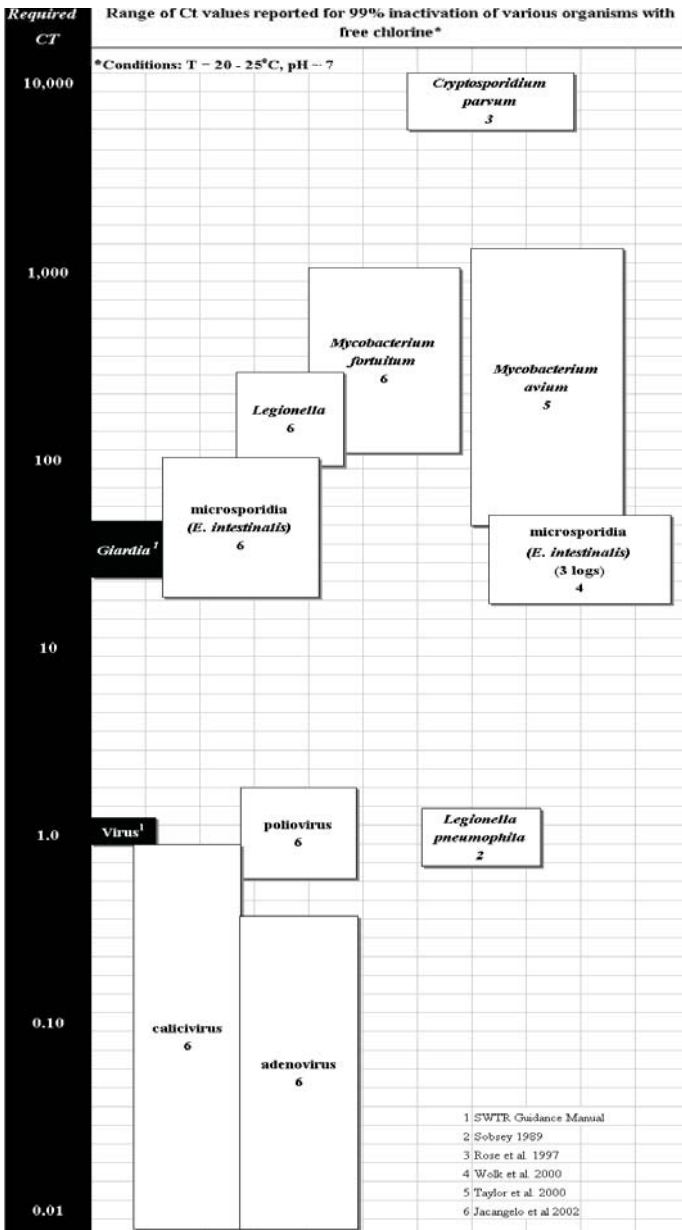 Required
CT
Range of Ct values reported for 99% inactivation of various organisms with
free chlorine*
*Conditions: T = 20 - 25°C, pH ~ 7
10,000
Cryptosporidium
parvum
3
1,000
Mycobacterium
fortuitum
6
Mycobacterium
avium
5
Legionella
6
100
microsporidia
(E. intestinalis)
6
microsporidia
(E. intestinalis)
(3 logs)
4
Giardia 1
10
1.0
Virus1
poliovirus
6
Legionella
pneumophila
2
0.10
calicivirus
6
adenovirus
6
0.01
1 SWTR Guidance Manual
2 Sobsey 1989
3 Rose et al. 1997
4 Wolk et al. 2000
5 Taylor et al. 2000
6 Jacangelo et al 2002